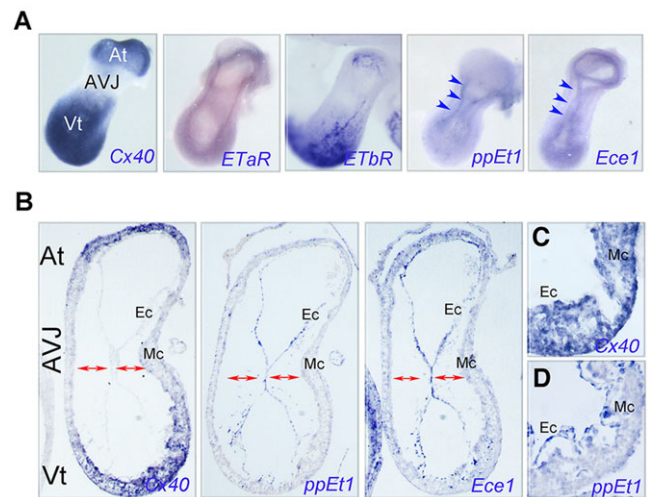 A
At
AVJ
Vt
Cx40
ETaR
ETbR
ppEt1
Ece1
B
At
AVJ
Vt
Ec
Mc
Cx40
Ec
Mc
ppEt1
Ec
Mc
Ece1
C
Mc
Ec
Cx40
D
Ec
Mc
ppEt1